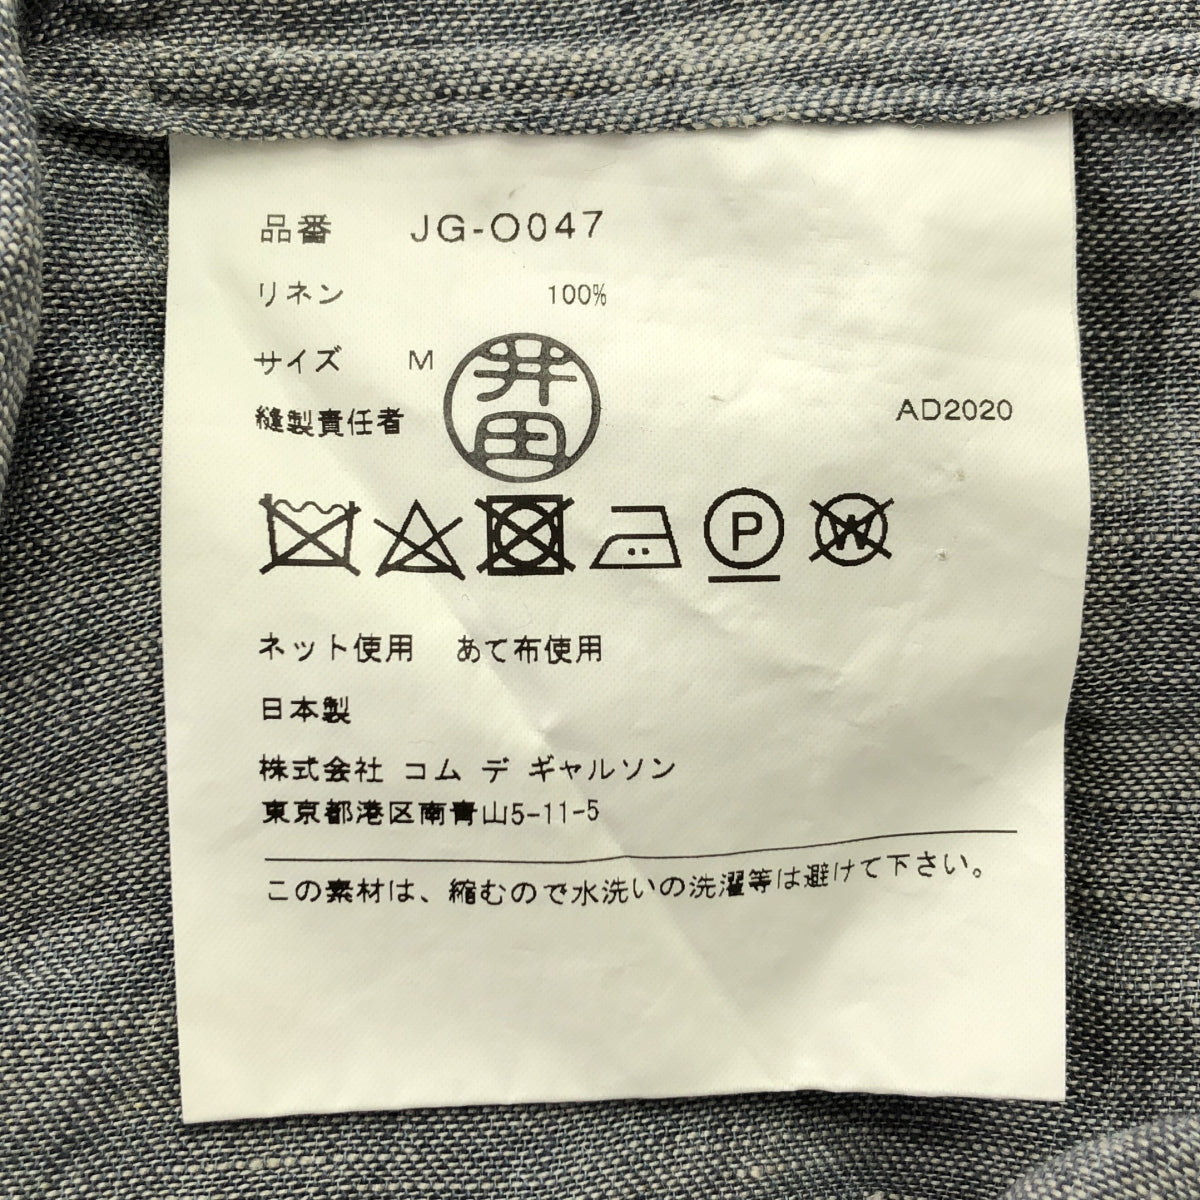 品番 JG-O047
リネン 100%
サイズ M
井田
縫製責任者
AD2020
P W
ネット使用 あて布使用
日本製
株式会社 コム デ ギャルソン
東京都港区南青山5-11-5
この素材は、縮むので水洗いの洗濯等は避けて下さい。